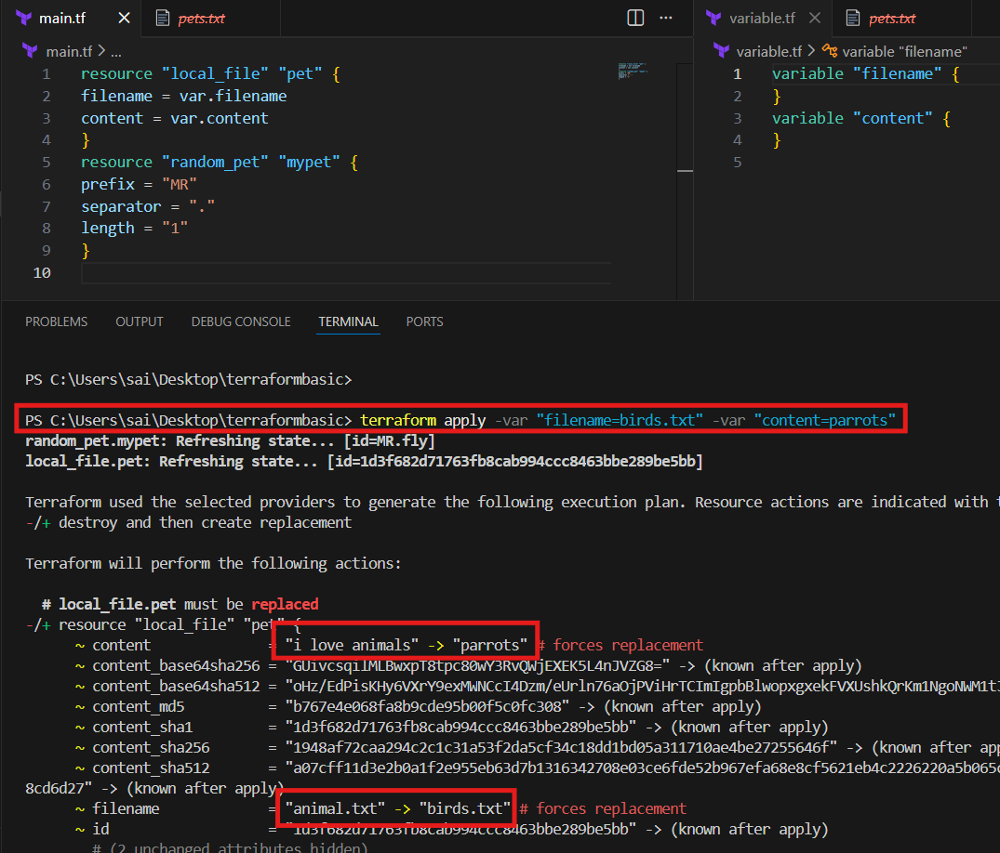 main.tf
pets.txt
variable.tf
pets.txt
main.tf > ...
variable.tf > variable "filename"
1 resource "local_file" "pet" {
2 filename = var.filename
3 content = var.content
4 }
5 resource "random_pet" "mypet" {
6 prefix = "MR"
7 separator = "."
8 length = "1"
9 }
10
1 variable "filename" {
2 }
3 variable "content" {
4 }
5
PROBLEMS OUTPUT DEBUG CONSOLE TERMINAL PORTS
PS C:\Users\sai\Desktop\terraformbasic>
PS C:\Users\sai\Desktop\terraformbasic> terraform apply -var "filename=birds.txt" -var "content=parrots"
random_pet.mypet: Refreshing state... [id=MR.fly]
local_file.pet: Refreshing state... [id=1d3f682d71763fb8cab994ccc8463bbe289be5bb]
Terraform used the selected providers to generate the following execution plan. Resource actions are indicated with
-/+ destroy and then create replacement
Terraform will perform the following actions:
# local_file.pet must be replaced
-/+ resource "local_file" "pet" {
~ content = "i love animals" -> "parrots" # forces replacement
~ content_base64sha256 = "GUivcsqilMLBwxpT8tpc80wY3RvQWjEXEK5L4nJVZG8=" -> (known after apply)
~ content_base64sha512 = "oHz/EdPisKHy6VXrY9exMWNCcI4Dzm/eUrln76aOjPViHrTCImIgpbBlwopxgxekFVXUshkQrKm1NgoNWM1t
~ content_md5 = "b767e4e068fa8b9cde95b00f5c0fc308" -> (known after apply)
~ content_sha1 = "1d3f682d71763fb8cab994ccc8463bbe289be5bb" -> (known after apply)
~ content_sha256 = "1948af72caa294c2c1c31a53f2da5cf34c18dd1bd05a311710ae4be27255646f" -> (known after app
~ content_sha512 = "a07cff11d3e2b0a1f2e955eb63d7b1316342708e03ce6fde52b967efa68e8cf5621eb4c2226220a5b065c
8cd6d27" -> (known after apply)
~ filename = "animal.txt" -> "birds.txt" # forces replacement
~ id = "1d3f682d71763fb8cab994ccc8463bbe289be5bb" -> (known after apply)
# (2 unchanged attributes hidden)